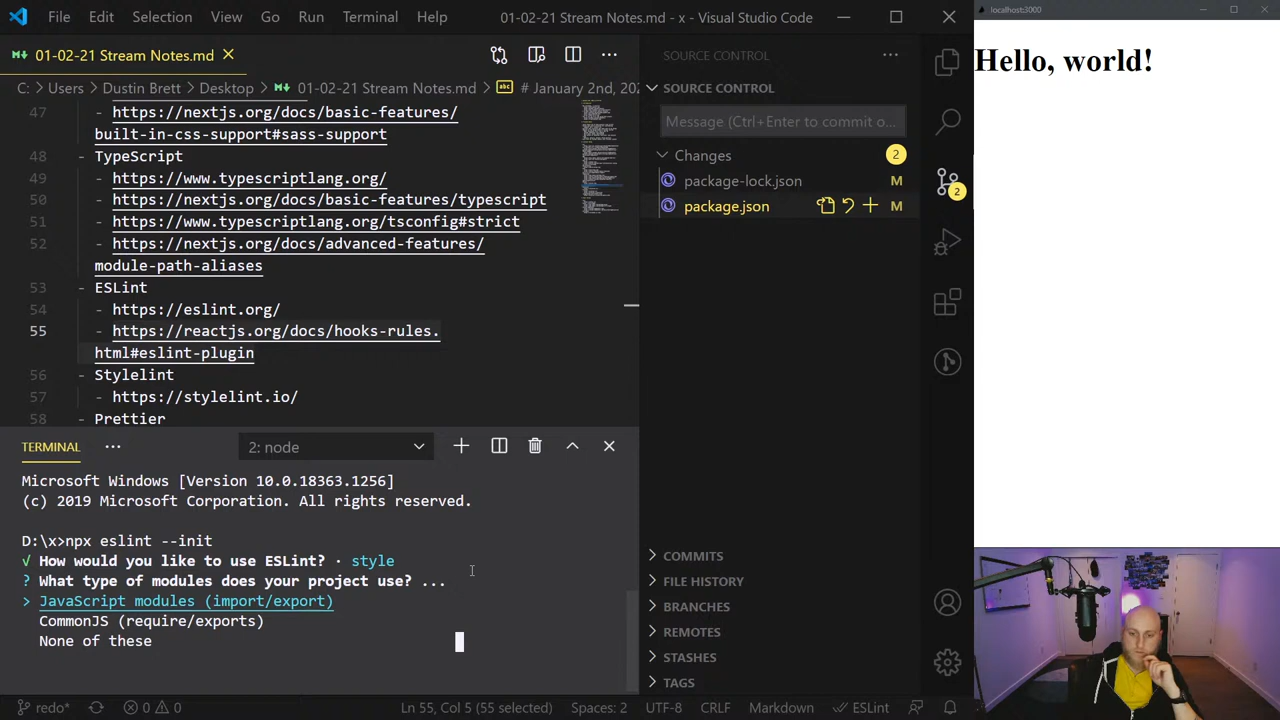 File Edit Selection View Go Run Terminal Help 01-02-21 Stream Notes.md - x - Visual Studio Code
localhost:3000
01-02-21 Stream Notes.md
C: > Users > Dustin Brett > Desktop > 01-02-21 Stream Notes.md > # January 2nd, 202
47 - https://nextjs.org/docs/basic-features/
built-in-css-support#sass-support
48 - TypeScript
49 - https://www.typescriptlang.org/
50 - https://nextjs.org/docs/basic-features/typescript
51 - https://www.typescriptlang.org/tsconfig#strict
52 - https://nextjs.org/docs/advanced-features/
module-path-aliases
53 - ESLint
54 - https://eslint.org/
55 - https://reactjs.org/docs/hooks-rules.
html#eslint-plugin
56 - Stylelint
57 - https://stylelint.io/
58 - Prettier
TERMINAL ... 2: node
Microsoft Windows [Version 10.0.18363.1256]
(c) 2019 Microsoft Corporation. All rights reserved.
D:\x>npx eslint --init
√ How would you like to use ESLint? · style
? What type of modules does your project use? ...
> JavaScript modules (import/export)
CommonJS (require/exports)
None of these
SOURCE CONTROL
SOURCE CONTROL
Message (Ctrl+Enter to commit o...
Changes 2
package-lock.json M
package.json M
COMMITS
FILE HISTORY
BRANCHES
REMOTES
STASHES
TAGS
2
Hello, world!
redo* 0 0 Ln 55, Col 5 (55 selected) Spaces: 2 UTF-8 CRLF Markdown ESLint